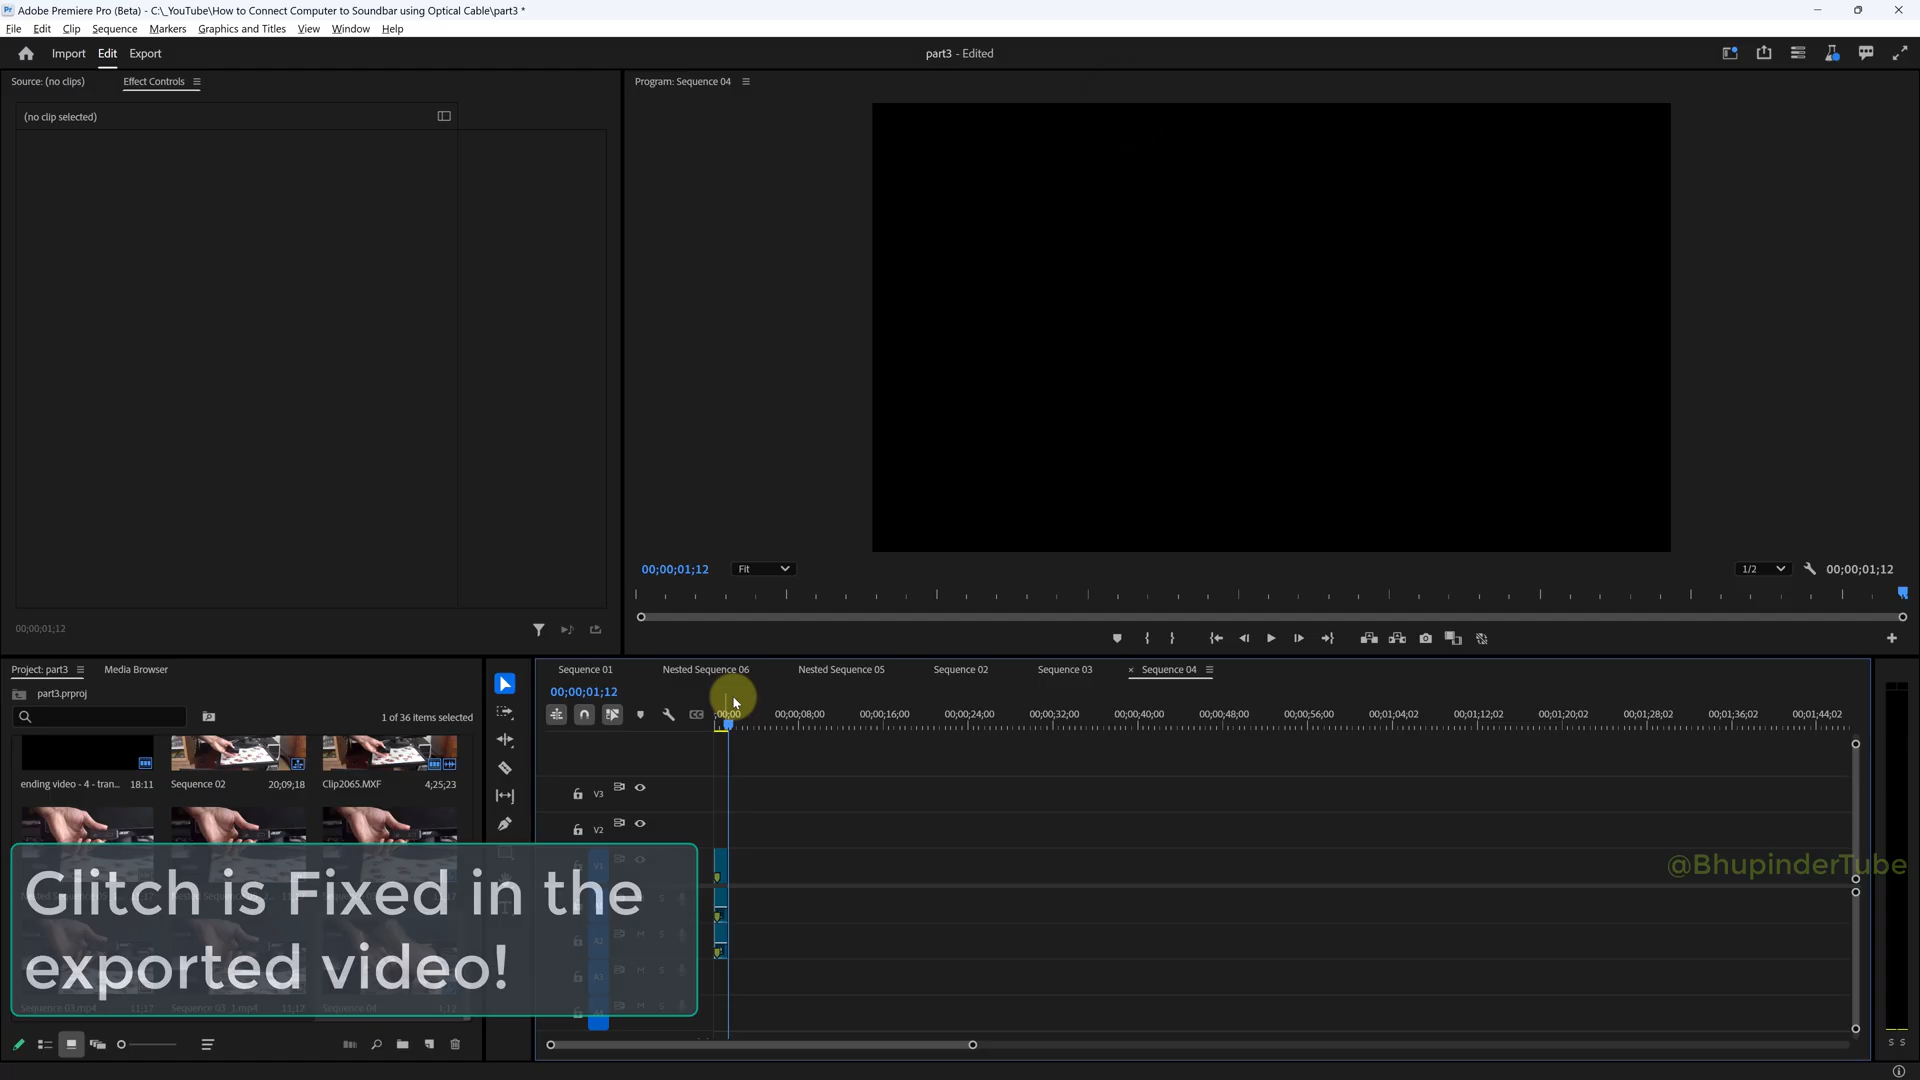 Adobe Premiere Pro (Beta) - C:\_YouTube\How to Connect Computer to Soundbar using Optical Cable\part3 *
File Edit Clip Sequence Markers Graphics and Titles View Window Help
Import Edit Export
part3 - Edited
Source: (no clips) Effect Controls
Program: Sequence 04
(no clip selected)
00;00;01;12 Fit 1/2 00;00;01;12
00;00;01;12
Project: part3 Media Browser
Sequence 01 Nested Sequence 06 Nested Sequence 05 Sequence 02 Sequence 03 × Sequence 04
part3.prproj
00;00;01;12
1 of 36 items selected
;00;00 00;00;08;00 00;00;16;00 00;00;24;00 00;00;32;00 00;00;40;00 00;00;48;00 00;00;56;00 00;01;04;02 00;01;12;02 00;01;20;02 00;01;28;02 00;01;36;02 00;01;44;02
ending video - 4 - tran... 18:11 Sequence 02 20;09;18 Clip2065.MXF 4;25;23
V3
V2
V1
@BhupinderTube
Glitch is Fixed in the
exported video!
M S
A2 M S
A3 M S
M S
Sequence 03.mp4 11;17 Sequence 03_1.mp4 11;17 Sequence 04 1;12
S S